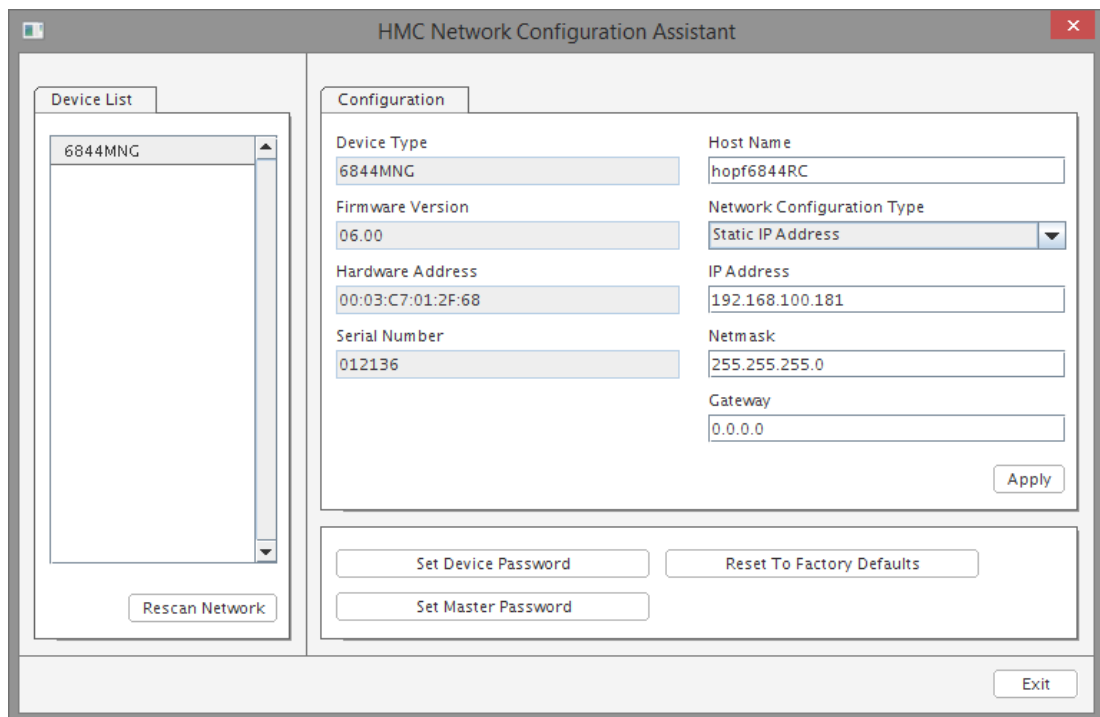 HMC Network Configuration Assistant
Device List
6844MNG
Rescan Network
Configuration
Device Type
6844MNG
Firmware Version
06.00
Hardware Address
00:03:C7:01:2F:68
Serial Number
012136
Host Name
hopf6844RC
Network Configuration Type
Static IP Address
IP Address
192.168.100.181
Netmask
255.255.255.0
Gateway
0.0.0.0
Apply
Set Device Password
Reset To Factory Defaults
Set Master Password
Exit